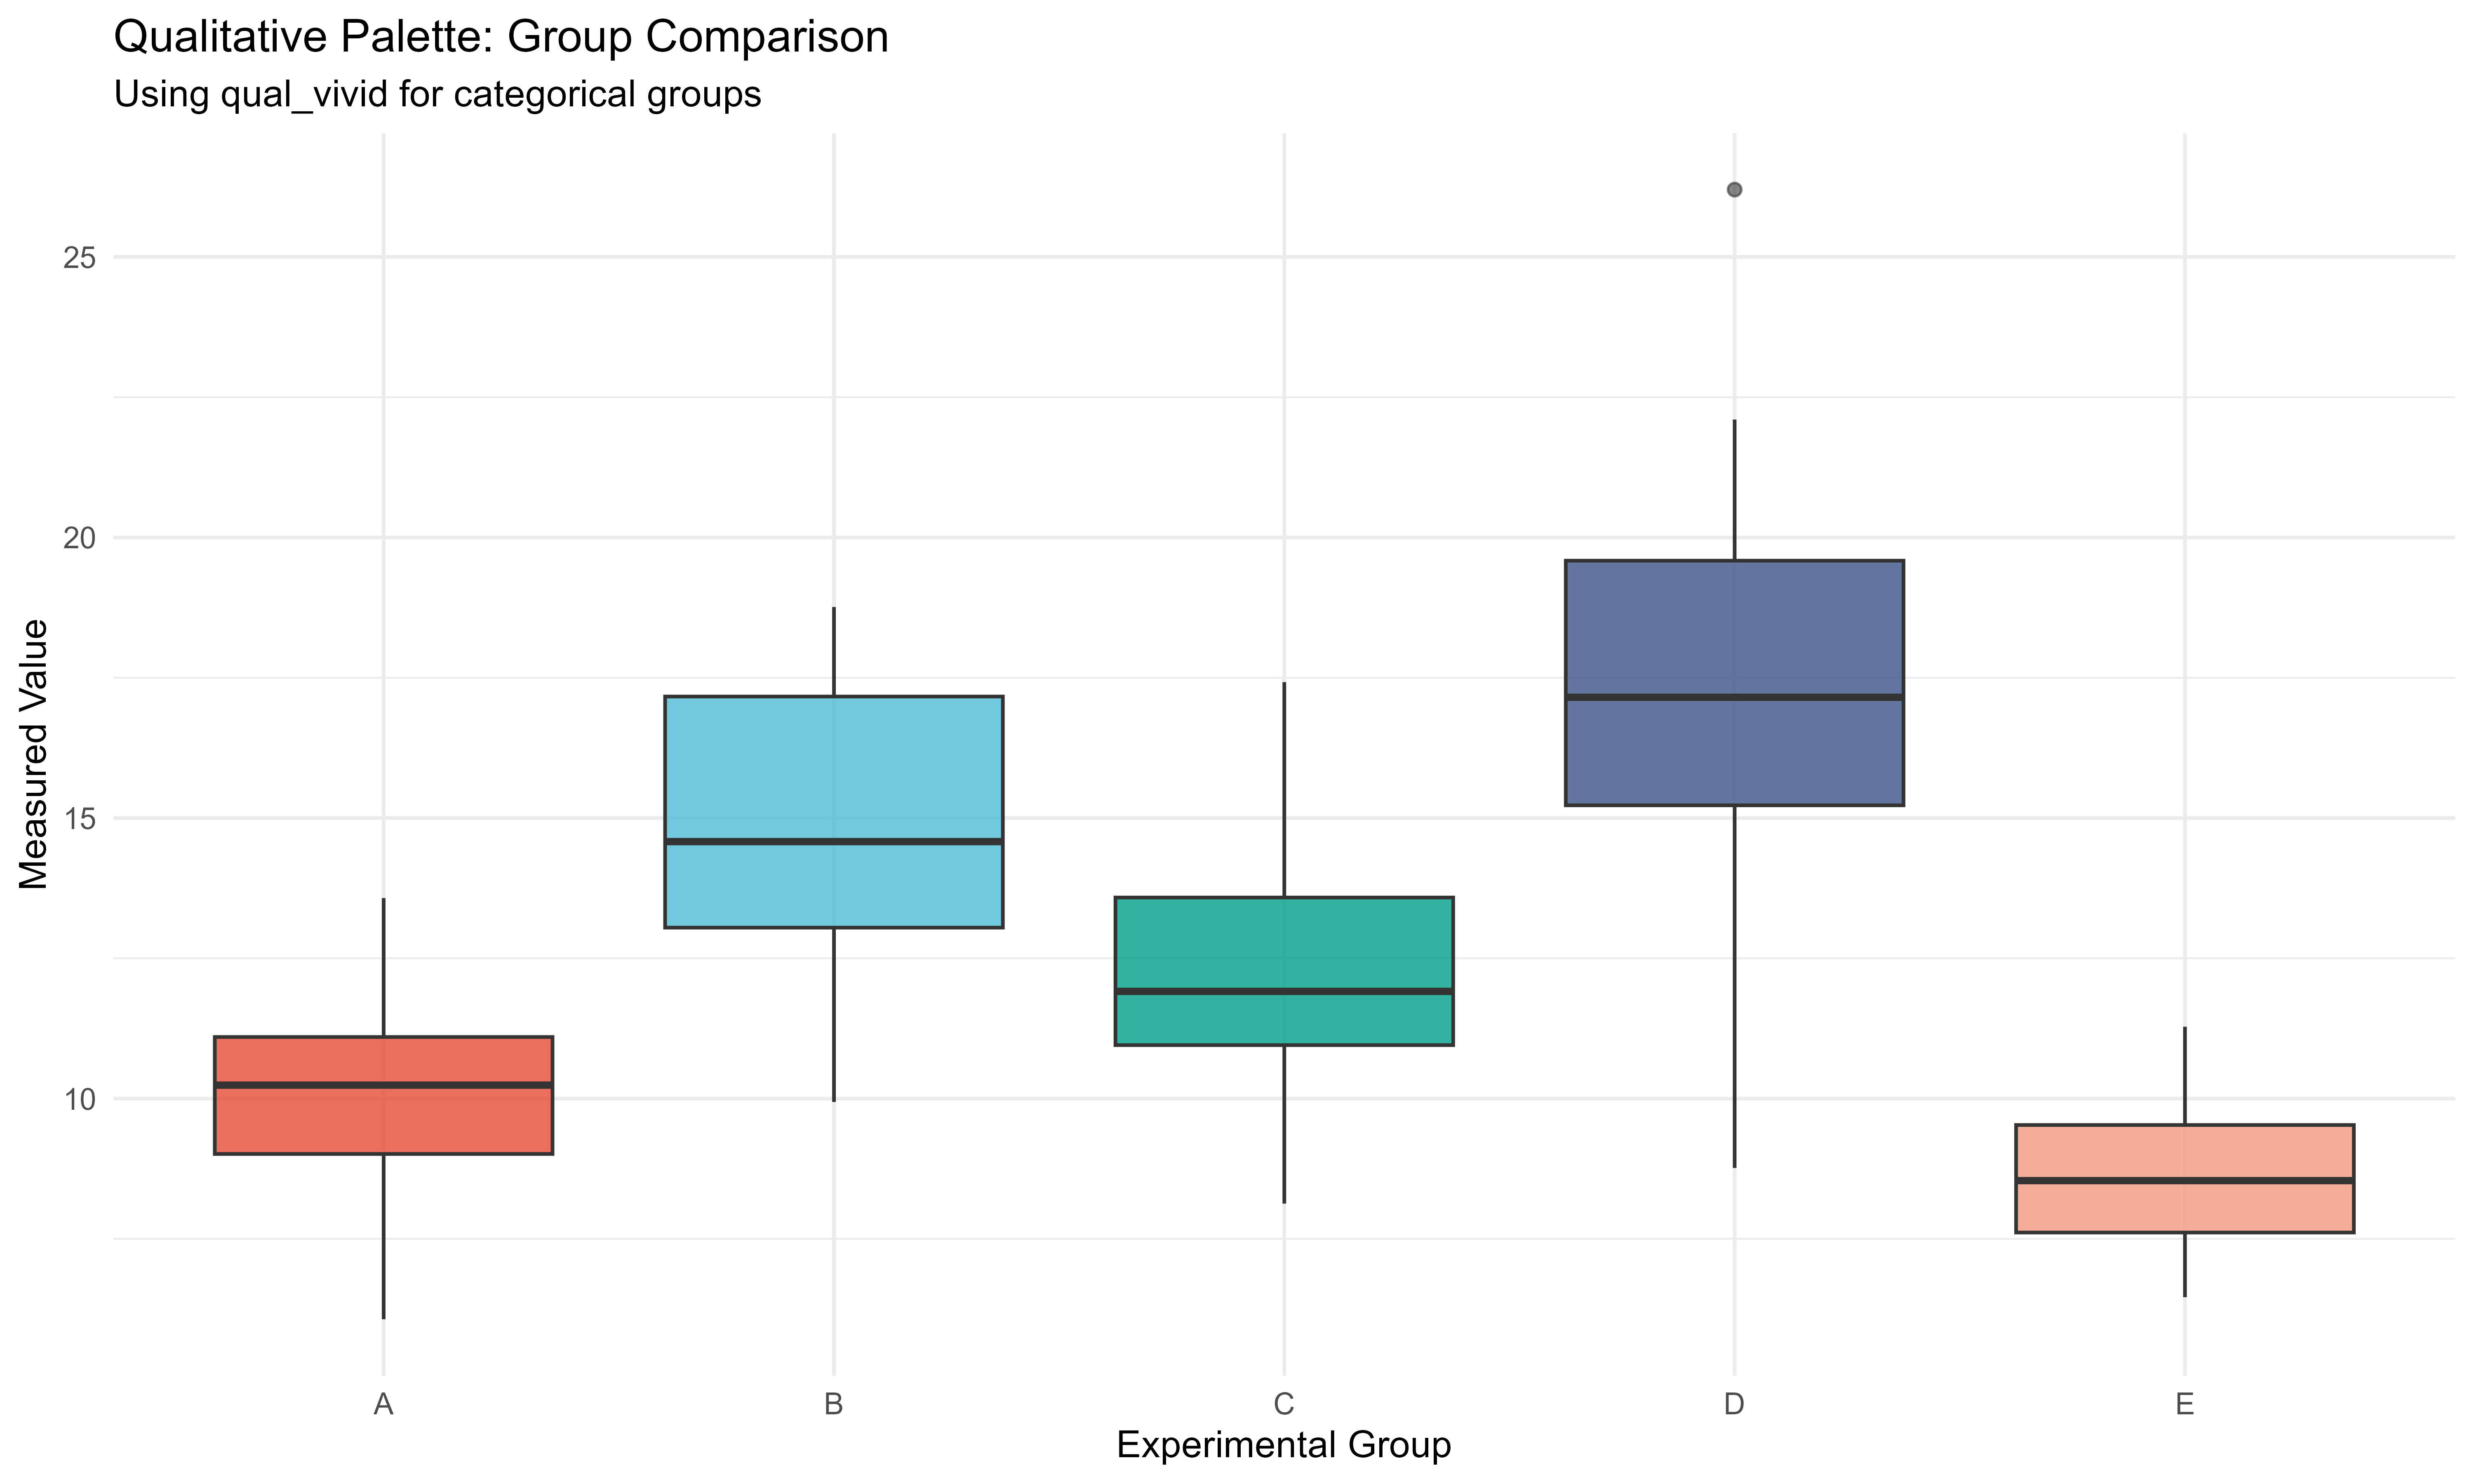 Qualitative Palette: Group Comparison
Using qual_vivid for categorical groups
25
20
15
10
Measured Value
A
B
C
D
E
Experimental Group